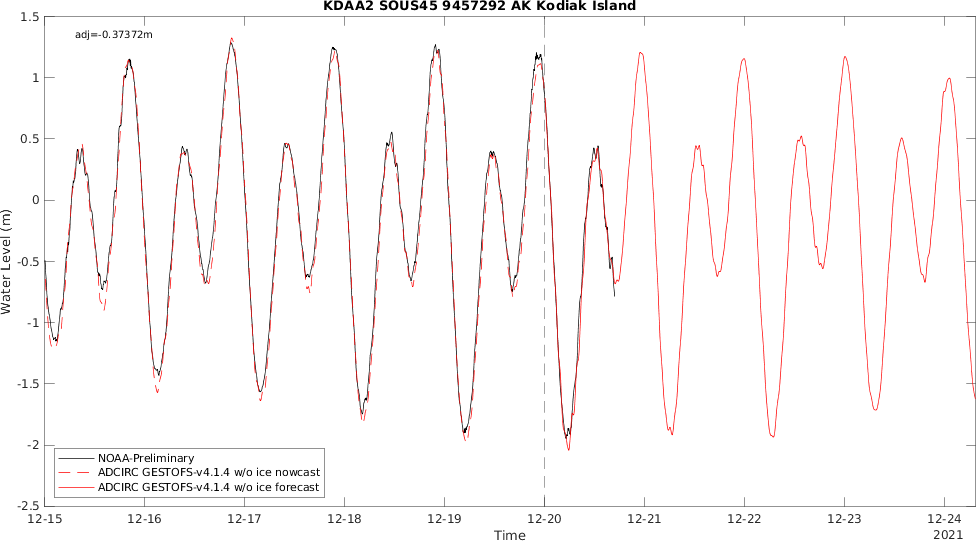 KDAA2 SOUS45 9457292 AK Kodiak Island
adj=-0.37372m
1.5
1
0.5
0
-0.5
-1
-1.5
-2
-2.5
Water Level (m)
NOAA-Preliminary
ADCIRC GESTOFS-v4.1.4 w/o ice nowcast
ADCIRC GESTOFS-v4.1.4 w/o ice forecast
12-15 12-16 12-17 12-18 12-19 12-20 12-21 12-22 12-23 12-24
Time
2021